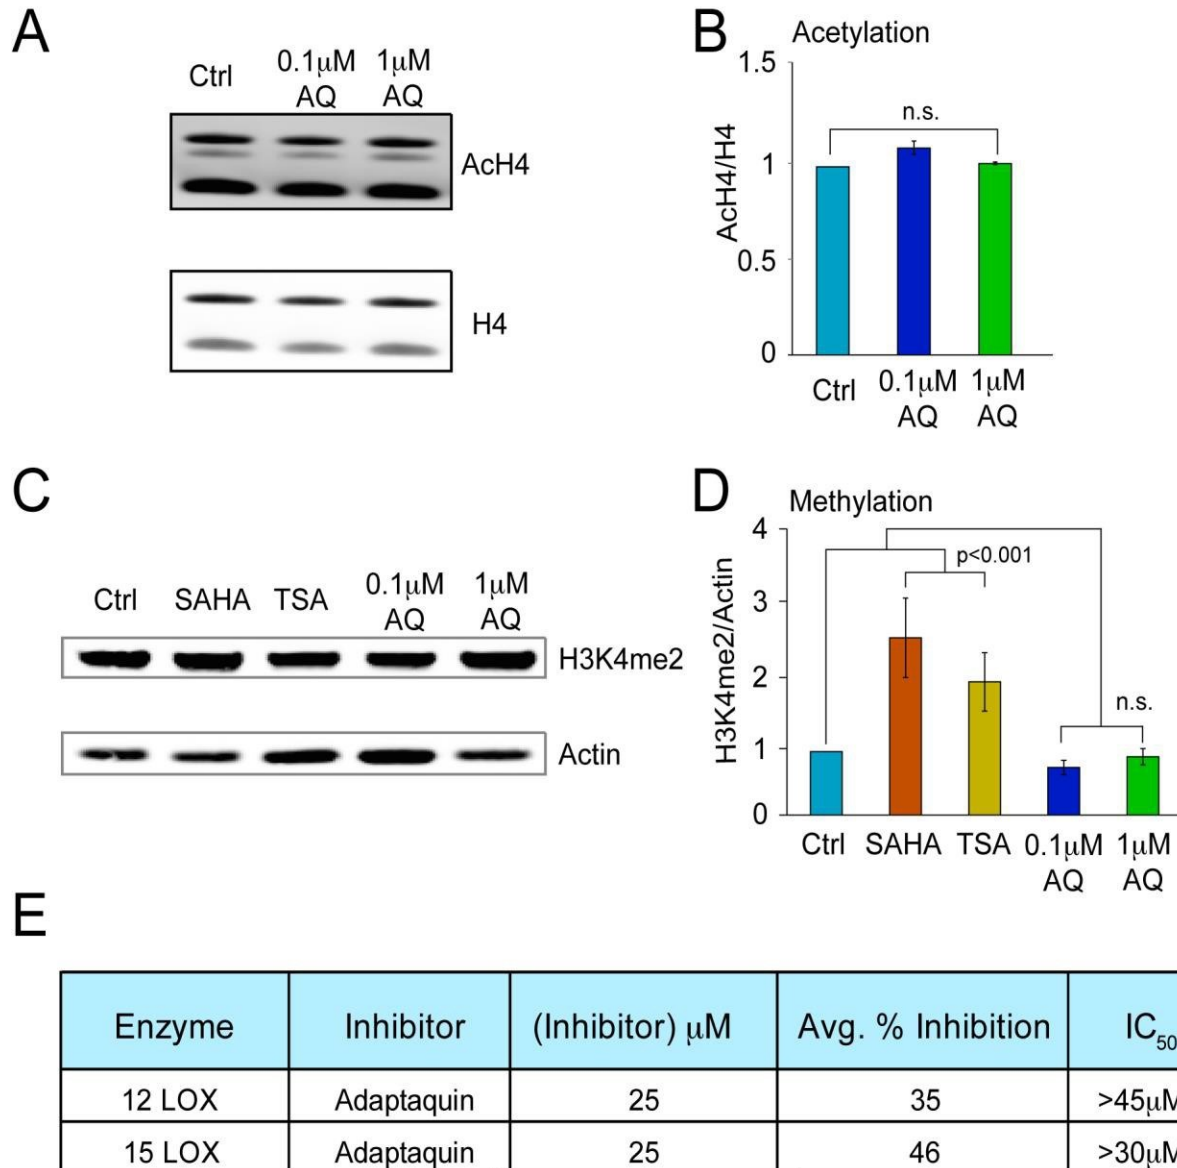 A
Ctrl 0.1μM AQ 1μM AQ
AcH4
H4
B
Acetylation
AcH4/H4
1.5
1
0.5
0
n.s.
Ctrl 0.1μM AQ 1μM AQ
C
Ctrl SAHA TSA 0.1μM AQ 1μM AQ
H3K4me2
Actin
D
Methylation
H3K4me2/Actin
4
3
2
1
0
p<0.001
n.s.
Ctrl SAHA TSA 0.1μM AQ 1μM AQ
E
Enzyme Inhibitor (Inhibitor) μM Avg. % Inhibition IC50
12 LOX Adaptaquin 25 35 >45μM
15 LOX Adaptaquin 25 46 >30μM